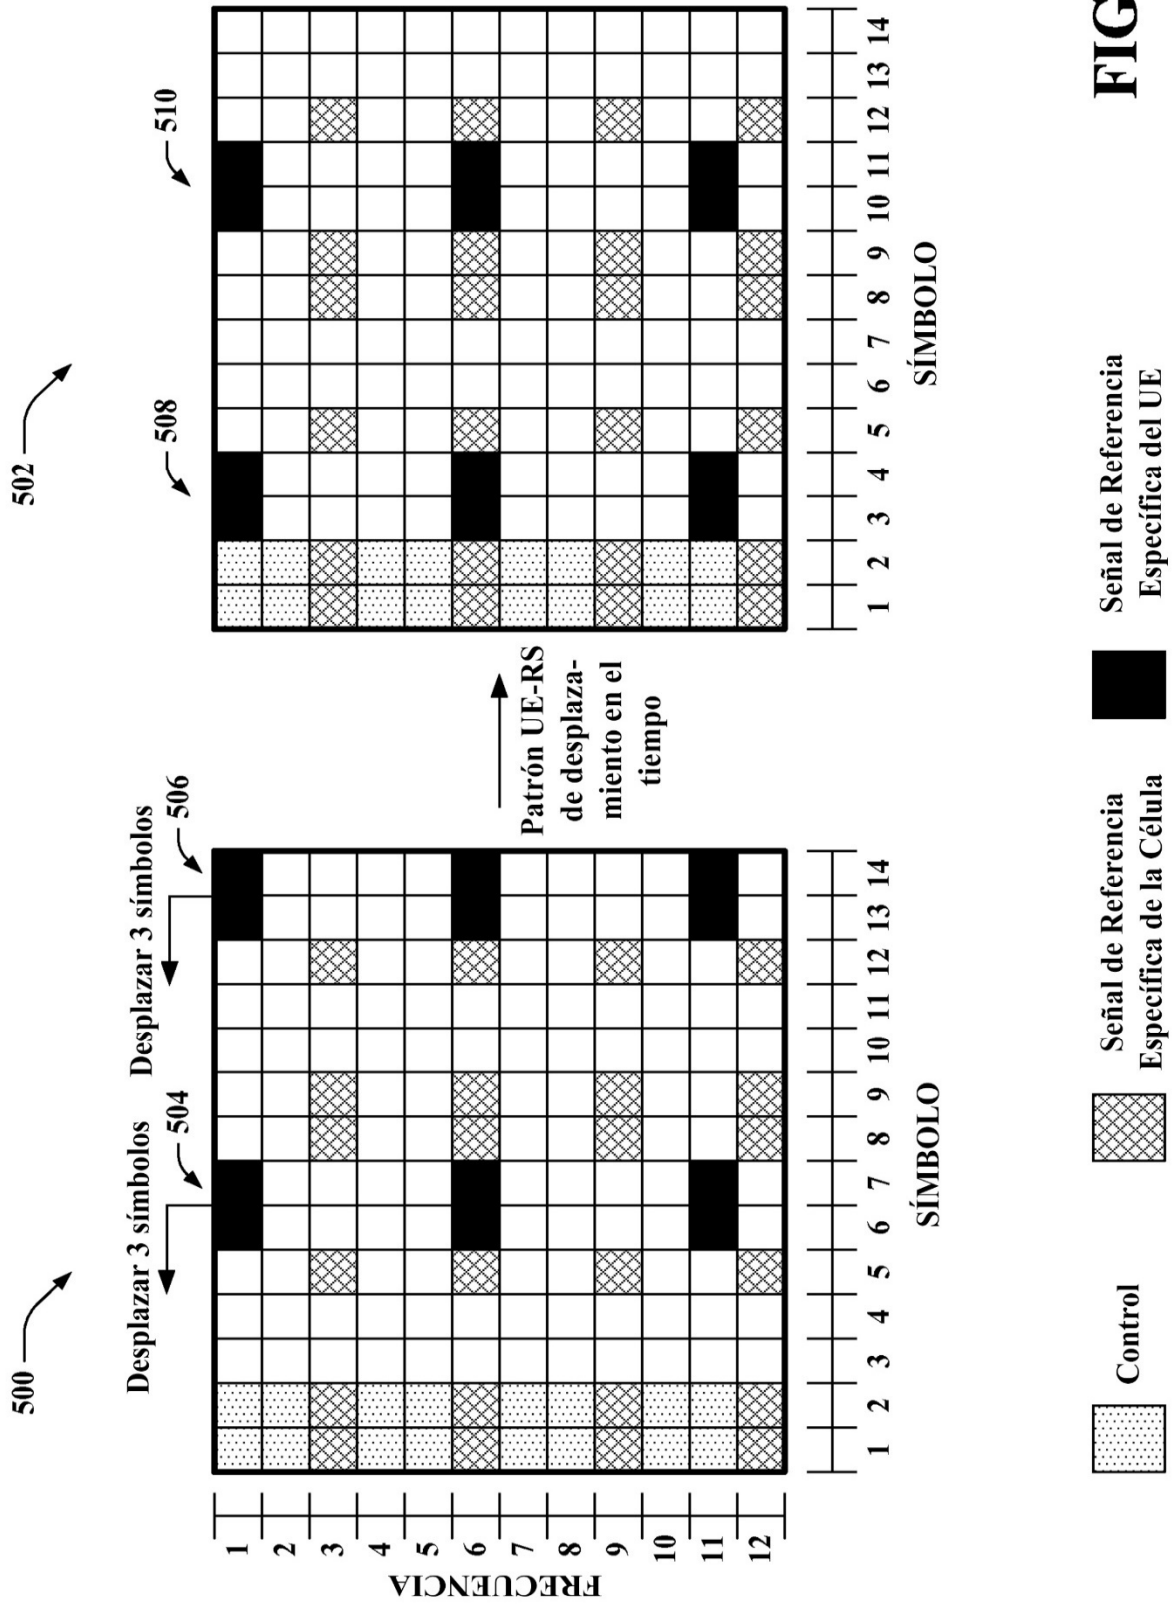 500
502
Desplazar 3 símbolos
504
Desplazar 3 símbolos
506
508
510
FRECUENCIA
1
2
3
4
5
6
7
8
9
10
11
12
Patrón UE-RS
de desplaza-
miento en el
tiempo
1 2 3 4 5 6 7 8 9 10 11 12 13 14
SÍMBOLO
1 2 3 4 5 6 7 8 9 10 11 12 13 14
SÍMBOLO
Control
Señal de Referencia
Específica de la Célula
Señal de Referencia
Específica del UE
FIG